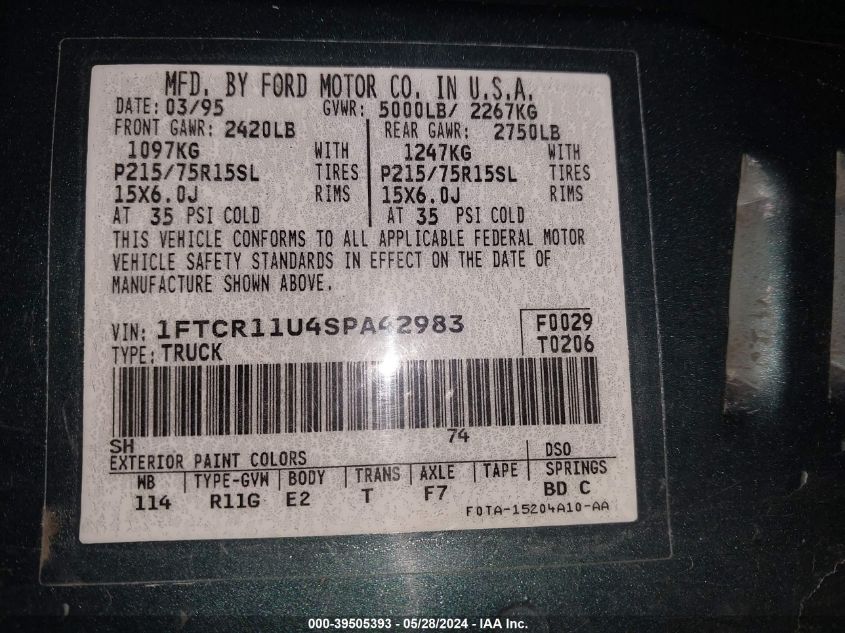 MFD. BY FORD MOTOR CO. IN U.S.A.
DATE: 03/95 GVWR: 5000LB/ 2267KG
FRONT GAWR: 2420LB REAR GAWR: 2750LB
1097KG WITH 1247KG WITH
P215/75R15SL TIRES P215/75R15SL TIRES
15X6.0J RIMS 15X6.0J RIMS
AT 35 PSI COLD AT 35 PSI COLD
THIS VEHICLE CONFORMS TO ALL APPLICABLE FEDERAL MOTOR
VEHICLE SAFETY STANDARDS IN EFFECT ON THE DATE OF
MANUFACTURE SHOWN ABOVE.
VIN: 1FTCR11U4SPA42983 F0029
TYPE: TRUCK T0206
SH 74
EXTERIOR PAINT COLORS DSO
WB TYPE-GVW BODY TRANS AXLE TAPE SPRINGS
114 R11G E2 T F7 BD C
F0TA-15204A10-AA
000-39505393 - 05/28/2024 - IAA Inc.